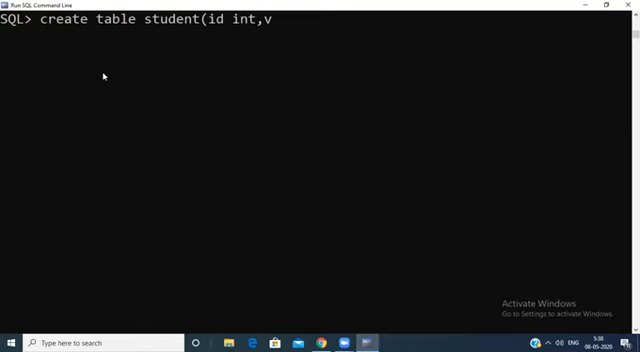 Run SQL Command Line
SQL> create table student(id int,v
Activate Windows
Go to Settings to activate Windows.
Type here to search
ENG
5:38
08-05-2020